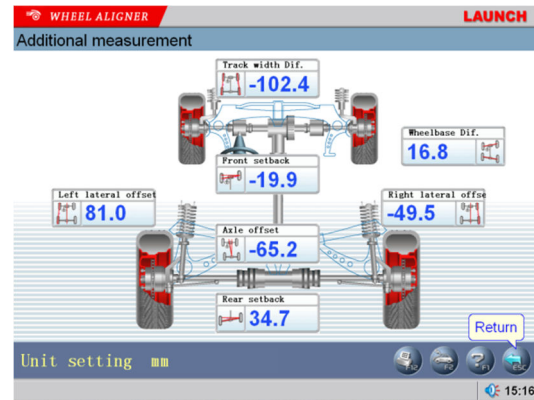 WHEEL ALIGNER
LAUNCH
Additional measurement
Track width Dif.
-102.4
Wheelbase Dif.
16.8
Front setback
-19.9
Left lateral offset
81.0
Right lateral offse
-49.5
Axle offset
-65.2
Rear setback
34.7
Return
Unit setting mm
F12
F2
F1
ESC
15:16